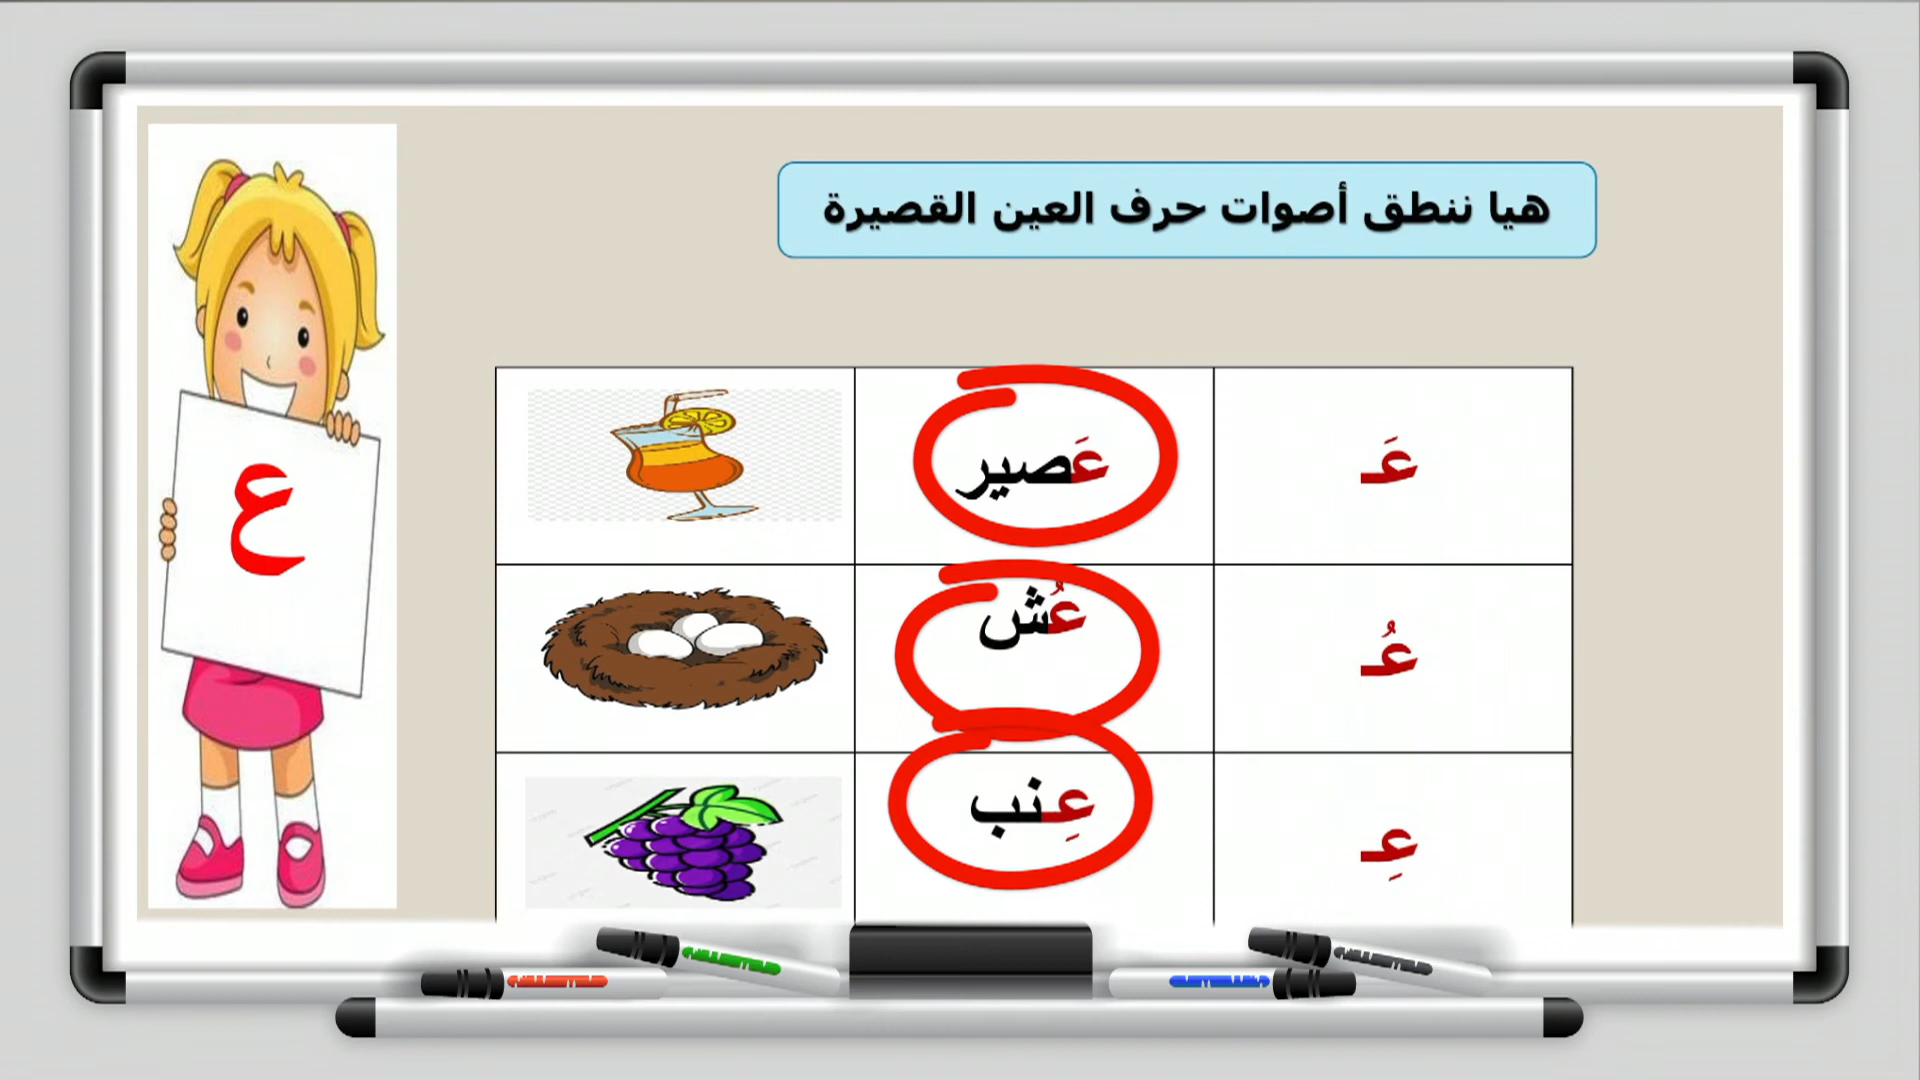 هيا ننطق أصوات حرف العين القصيرة
ع
عَـ
عَصير
عُـ
عُش
عِـ
عِنب